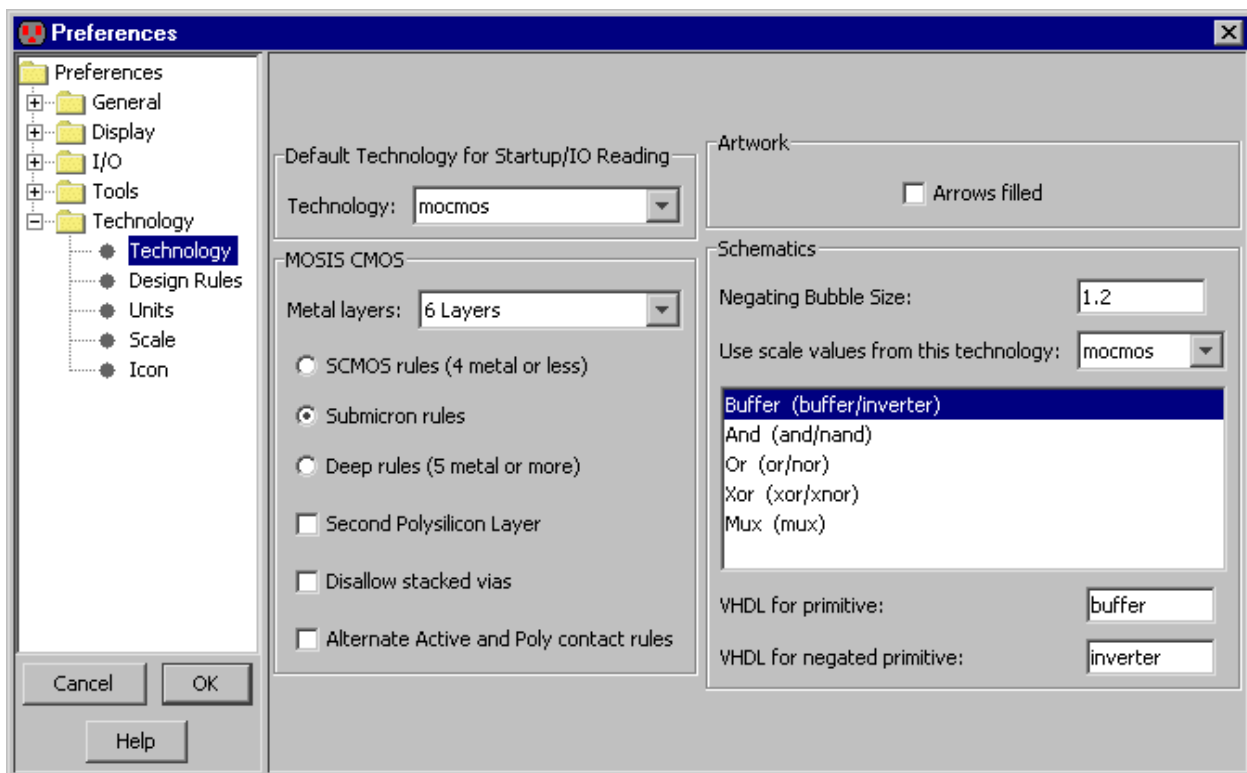 Preferences
Preferences
General
Display
I/O
Tools
Technology
Technology
Design Rules
Units
Scale
Icon
Cancel
OK
Help
Default Technology for Startup/IO Reading
Technology: mocmos
MOSIS CMOS
Metal layers: 6 Layers
SCMOS rules (4 metal or less)
Submicron rules
Deep rules (5 metal or more)
Second Polysilicon Layer
Disallow stacked vias
Alternate Active and Poly contact rules
Artwork
Arrows filled
Schematics
Negating Bubble Size: 1.2
Use scale values from this technology: mocmos
Buffer (buffer/inverter)
And (and/nand)
Or (or/nor)
Xor (xor/xnor)
Mux (mux)
VHDL for primitive: buffer
VHDL for negated primitive: inverter